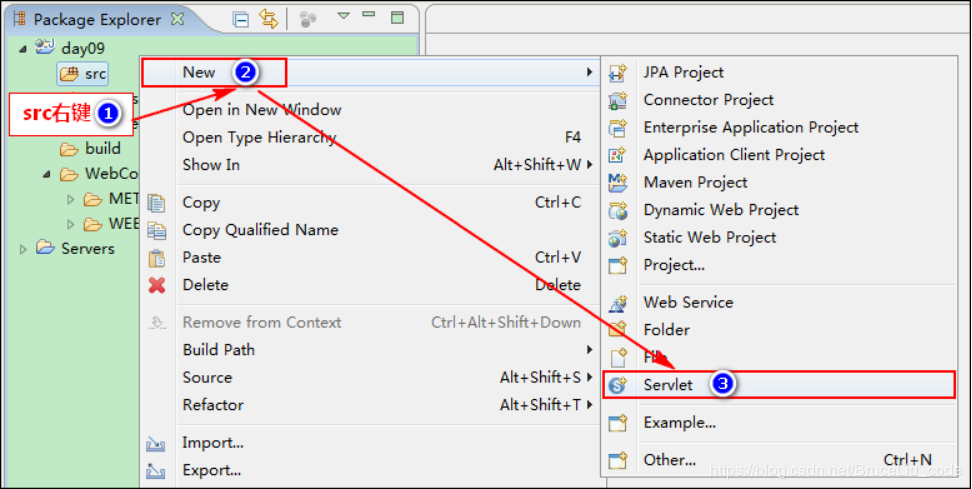 Package Explorer
day09
src
src右键 1
build
WebCo
MET
WEE
Servers
New 2
Open in New Window
Open Type Hierarchy F4
Show In Alt+Shift+W
Copy Ctrl+C
Copy Qualified Name
Paste Ctrl+V
Delete Delete
Remove from Context Ctrl+Alt+Shift+Down
Build Path
Source Alt+Shift+S
Refactor Alt+Shift+T
Import...
Export...
JPA Project
Connector Project
Enterprise Application Project
Application Client Project
Maven Project
Dynamic Web Project
Static Web Project
Project...
Web Service
Folder
File
Servlet 3
Example...
Other... Ctrl+N
https://blog.csdn.net/BruceLiu_code